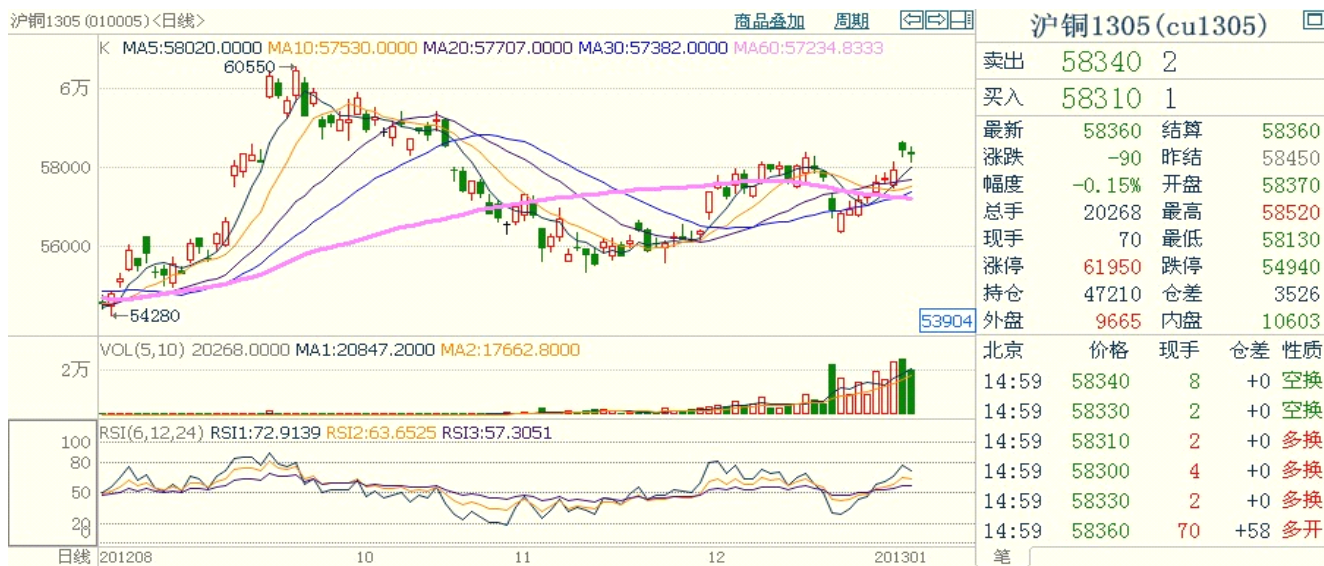 沪铜1305 (010005)<日线>
商品叠加 周期
K MA5:58020.0000 MA10:57530.0000 MA20:57707.0000 MA30:57382.0000 MA60:57234.8333
60550
6万
58000
56000
54280
53904
VOL(5,10) 20268.0000 MA1:20847.2000 MA2:17662.8000
2万
RSI(6,12,24) RSI1:72.9139 RSI2:63.6525 RSI3:57.3051
100
80
50
20
0
日线 201208 10 11 12 201301
沪铜1305(cu1305)
卖出 58340 2
买入 58310 1
最新 58360 结算 58360
涨跌 -90 昨结 58450
幅度 -0.15% 开盘 58370
总手 20268 最高 58520
现手 70 最低 58130
涨停 61950 跌停 54940
持仓 47210 仓差 3526
外盘 9665 内盘 10603
北京 价格 现手 仓差 性质
14:59 58340 8 +0 空换
14:59 58330 2 +0 空换
14:59 58310 2 +0 多换
14:59 58300 4 +0 多换
14:59 58330 2 +0 多换
14:59 58360 70 +58 多开
笔